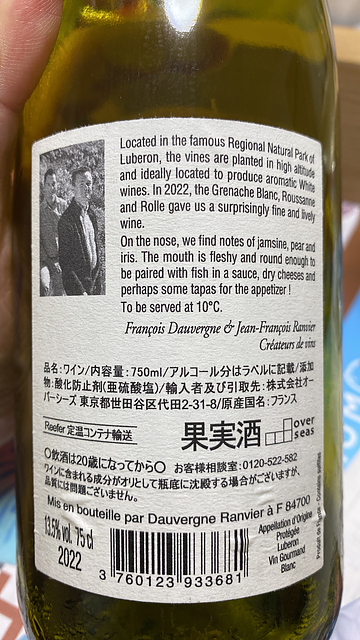 Located in the famous Regional Natural Park of
Luberon, the vines are planted in high altitude
and ideally located to produce aromatic White
wines. In 2022, the Grenache Blanc, Roussanne
and Rolle gave us a surprisingly fine and lively
wine.
On the nose, we find notes of jamsine, pear and
iris. The mouth is fleshy and round enough to
be paired with fish in a sauce, dry cheeses and
perhaps some tapas for the appetizer !
To be served at 10°C.
François Dauvergne & Jean-François Ranvier
Créateurs de vins
品名:ワイン/内容量:750ml/アルコール分はラベルに記載/添加
物:酸化防止剤(亜硫酸塩)/輸入者及び引取先:株式会社オー
バーシーズ 東京都世田谷区代田2-31-8/原産国名:フランス
Reefer 定温コンテナ輸送
果実酒
over
seas
〇飲酒は20歳になってから〇 お客様相談室:0120-522-582
ワインに含まれる成分がオリとして瓶底に沈殿する場合がございますが、
品質には問題ございません。
Mis en bouteille par Dauvergne Ranvier à F 84700
13,5% vol. 75 cl
2022
3 760123 933681
Appellation d'Origine
Protégée
Luberon
Vin Gourmand
Blanc